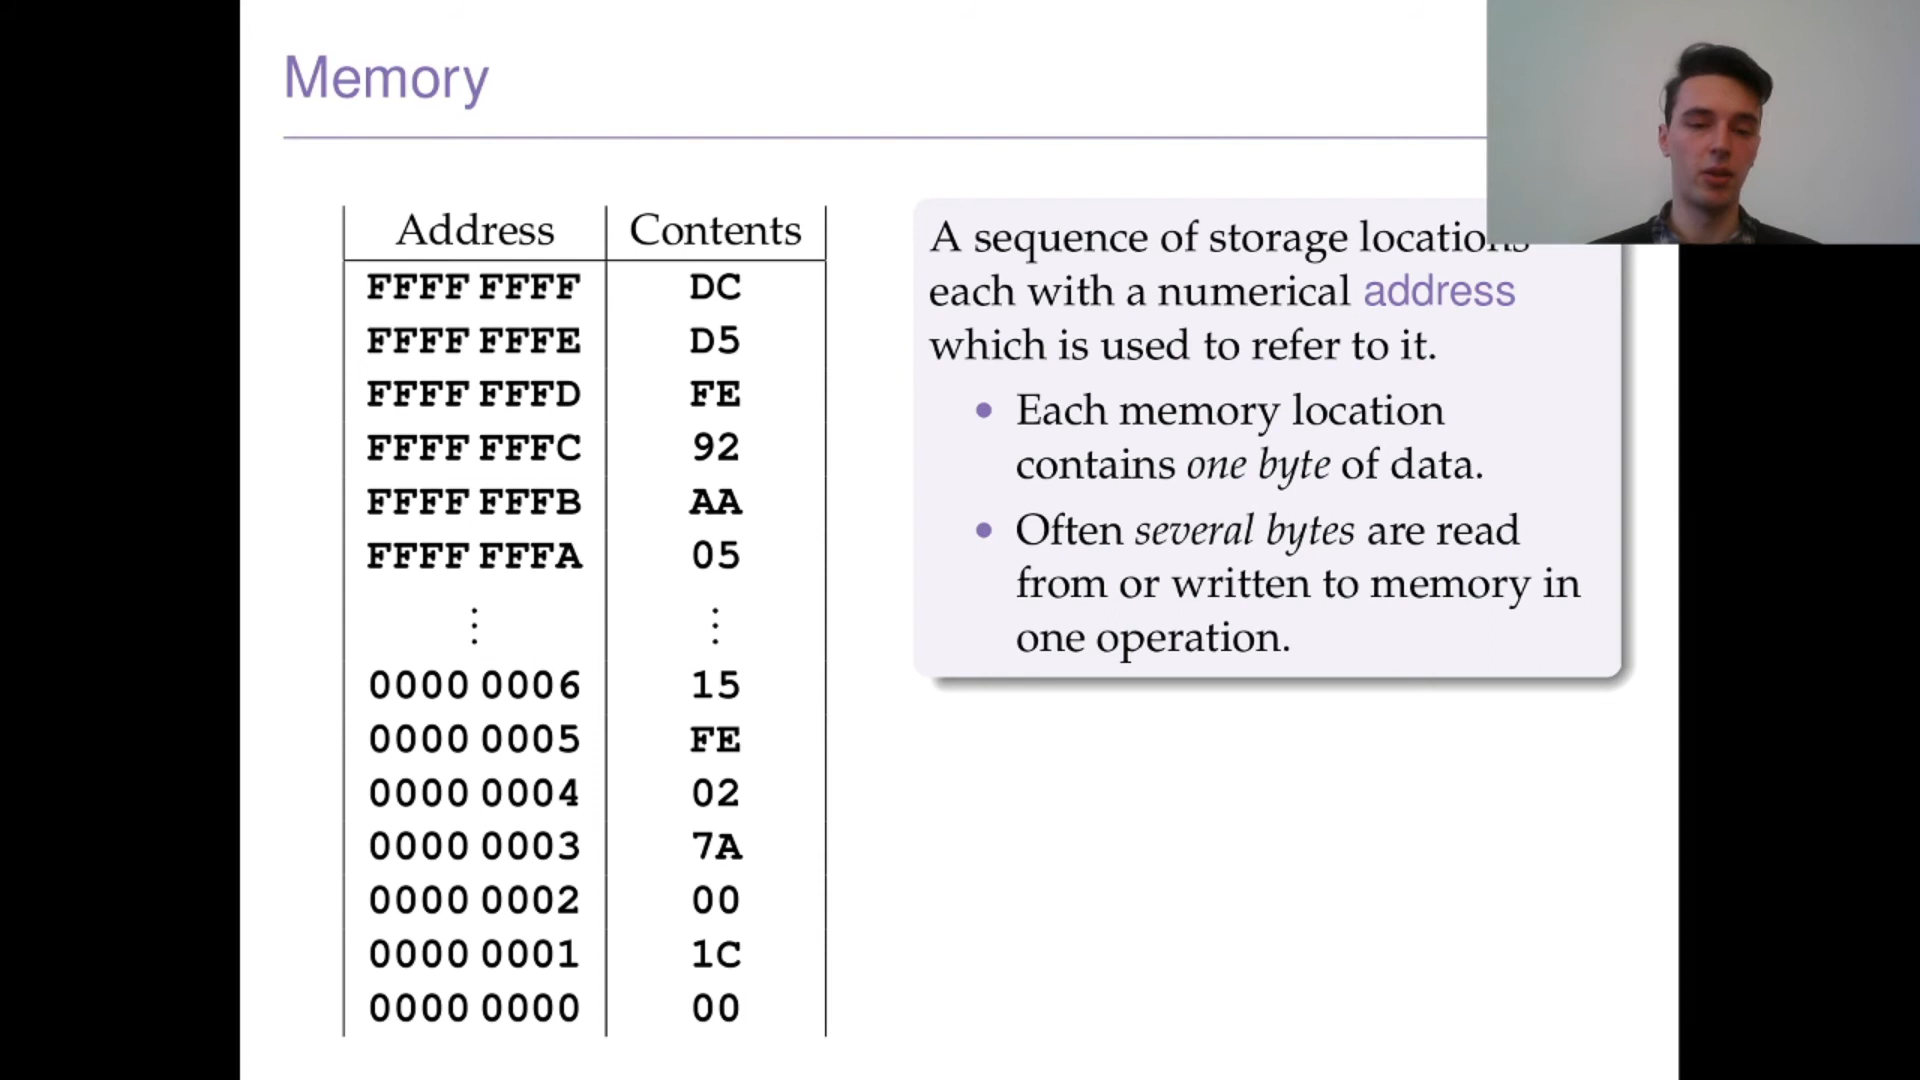 Memory
Address Contents
FFFF FFFF DC
FFFF FFFE D5
FFFF FFFD FE
FFFF FFFC 92
FFFF FFFB AA
FFFF FFFA 05
⋮ ⋮
0000 0006 15
0000 0005 FE
0000 0004 02
0000 0003 7A
0000 0002 00
0000 0001 1C
0000 0000 00
A sequence of storage locations
each with a numerical address
which is used to refer to it.
• Each memory location
contains one byte of data.
• Often several bytes are read
from or written to memory in
one operation.